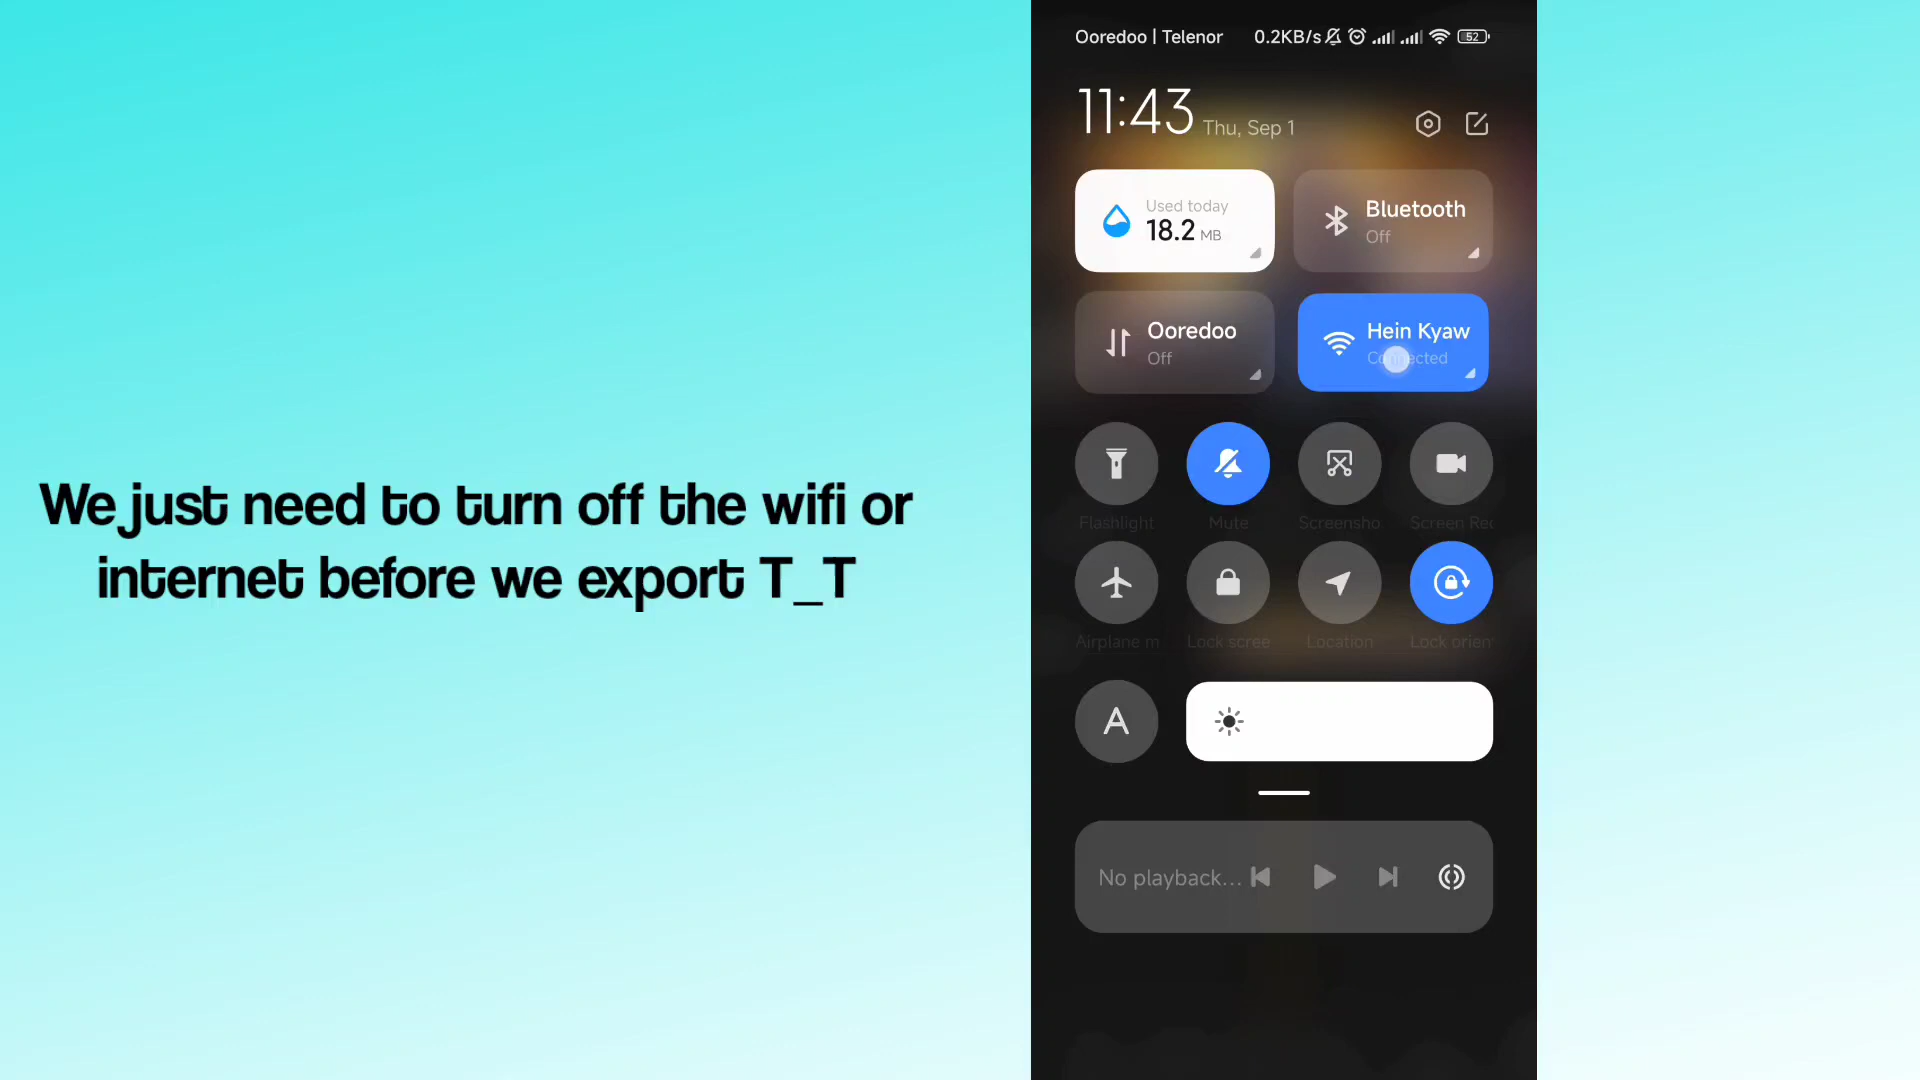 We just need to turn off the wifi or
internet before we export T_T
Ooredoo | Telenor 0.2KB/s 52
11:43 Thu, Sep 1
Used today
18.2 MB
Bluetooth
Off
Ooredoo
Off
Hein Kyaw
Connected
Flashlight Mute Screensho Screen Rec
Airplane m Lock scree Location Lock orien
A
No playback...